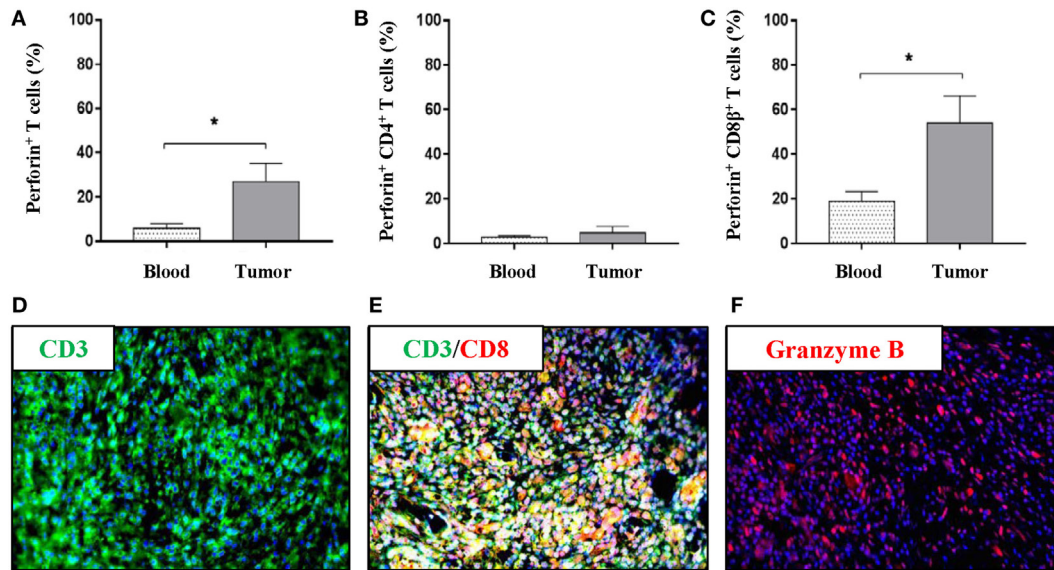 A
Perforin⁺ T cells (%)
100
80
60
40
20
0
*
Blood
Tumor
B
Perforin⁺ CD4⁺ T cells (%)
100
80
60
40
20
0
Blood
Tumor
C
Perforin⁺ CD8β⁺ T cells (%)
100
80
60
40
20
0
*
Blood
Tumor
D
CD3
E
CD3/CD8
F
Granzyme B